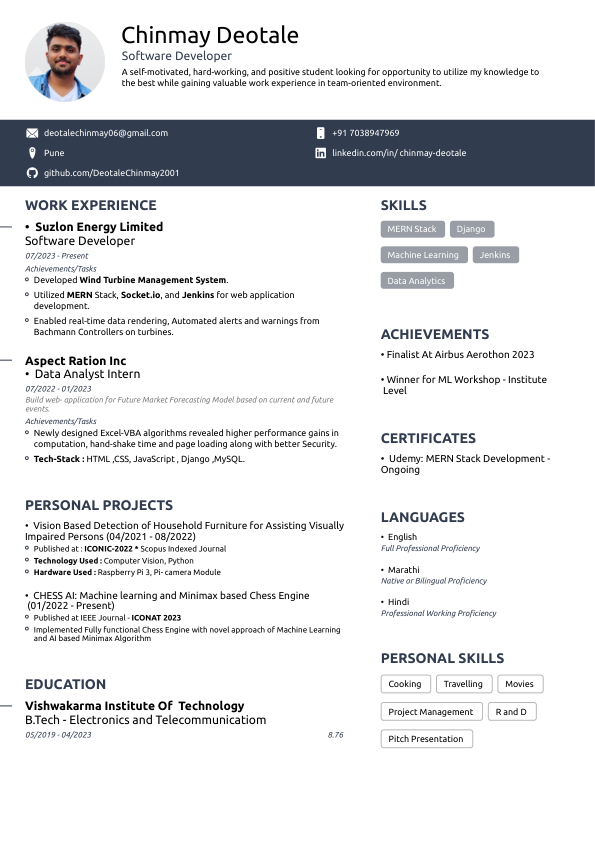 Chinmay Deotale
Software Developer
A self-motivated, hard-working, and positive student looking for opportunity to utilize my knowledge to
the best while gaining valuable work experience in team-oriented environment.
deotalechinmay06@gmail.com
+91 7038947969
Pune
linkedin.com/in/ chinmay-deotale
github.com/DeotaleChinmay2001
WORK EXPERIENCE
• Suzlon Energy Limited
Software Developer
07/2023 - Present
Achievements/Tasks
Developed Wind Turbine Management System.
Utilized MERN Stack, Socket.io, and Jenkins for web application
development.
Enabled real-time data rendering, Automated alerts and warnings from
Bachmann Controllers on turbines.
Aspect Ration Inc
• Data Analyst Intern
07/2022 - 01/2023
Build web- application for Future Market Forecasting Model based on current and future
events.
Achievements/Tasks
Newly designed Excel-VBA algorithms revealed higher performance gains in
computation, hand-shake time and page loading along with better Security.
Tech-Stack : HTML ,CSS, JavaScript , Django ,MySQL.
PERSONAL PROJECTS
• Vision Based Detection of Household Furniture for Assisting Visually
Impaired Persons (04/2021 - 08/2022)
Published at : ICONIC-2022 * Scopus Indexed Journal
Technology Used : Computer Vision, Python
Hardware Used : Raspberry Pi 3, Pi- camera Module
• CHESS AI: Machine learning and Minimax based Chess Engine
(01/2022 - Present)
Published at IEEE Journal - ICONAT 2023
Implemented Fully functional Chess Engine with novel approach of Machine Learning
and AI based Minimax Algorithm
EDUCATION
Vishwakarma Institute Of Technology
B.Tech - Electronics and Telecommunicatiom
05/2019 - 04/2023 8.76
SKILLS
MERN Stack Django
Machine Learning Jenkins
Data Analytics
ACHIEVEMENTS
• Finalist At Airbus Aerothon 2023
• Winner for ML Workshop - Institute
Level
CERTIFICATES
• Udemy: MERN Stack Development -
Ongoing
LANGUAGES
• English
Full Professional Proficiency
• Marathi
Native or Bilingual Proficiency
• Hindi
Professional Working Proficiency
PERSONAL SKILLS
Cooking Travelling Movies
Project Management R and D
Pitch Presentation